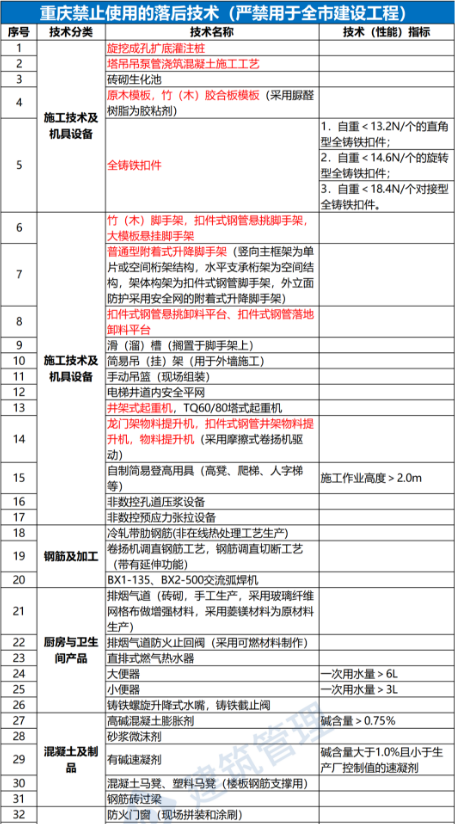 重庆禁止使用的落后技术（严禁用于全市建设工程）
序号 技术分类 技术名称 技术（性能）指标
施工技术及
机具设备
1 旋挖成孔扩底灌注桩
2 塔吊吊泵管浇筑混凝土施工工艺
3 砖砌生化池
4 原木模板，竹（木）胶合板模板（采用脲醛
树脂为胶粘剂）
5 全铸铁扣件
1．自重＜13.2N/个的直角
型全铸铁扣件；
2．自重＜14.6N/个的旋转
型全铸铁扣件；
3．自重＜18.4N/个对接型
全铸铁扣件。
施工技术及
机具设备
6 竹（木）脚手架，扣件式钢管悬挑脚手架，
大模板悬挂脚手架
7 普通型附着式升降脚手架（竖向主框架为单
片或空间桁架结构，水平支承桁架为空间结
构，架体构架为扣件式钢管脚手架，外立面
防护采用安全网的附着式升降脚手架）
8 扣件式钢管悬挑卸料平台、扣件式钢管落地
卸料平台
9 滑（溜）槽（搁置于脚手架上）
10 简易吊（挂）架（用于外墙施工）
11 手动吊篮（现场组装）
12 电梯井道内安全平网
13 井架式起重机，TQ60/80塔式起重机
14 龙门架物料提升机，扣件式钢管井架物料提
升机，物料提升机（采用摩擦式卷扬机驱
动）
15 自制简易登高用具（高凳、爬梯、人字梯
等） 施工作业高度＞2.0m
16 非数控孔道压浆设备
17 非数控预应力张拉设备
钢筋及加工
18 冷轧带肋钢筋(非在线热处理工艺生产)
19 卷扬机调直钢筋工艺，钢筋调直切断工艺
（带有延伸功能）
20 BX1-135、BX2-500交流弧焊机
厨房与卫生
间产品
21 排烟气道（砖砌，手工生产，采用玻璃纤维
网格布做增强材料，采用菱镁材料为原材料
生产）
22 排烟气道防火止回阀（采用可燃材料制作）
23 直排式燃气热水器
24 大便器 一次用水量＞6L
25 小便器 一次用水量＞3L
26 铸铁螺旋升降式水嘴，铸铁截止阀
混凝土及制
品
27 高碱混凝土膨胀剂 碱含量＞0.75%
28 砂浆微沫剂
29 有碱速凝剂 碱含量大于1.0%且小于生
产厂控制值的速凝剂
30 混凝土马凳、塑料马凳（楼板钢筋支撑用）
31 钢筋砖过梁
32 防火门窗（现场拼装和涂刷）
建筑管理